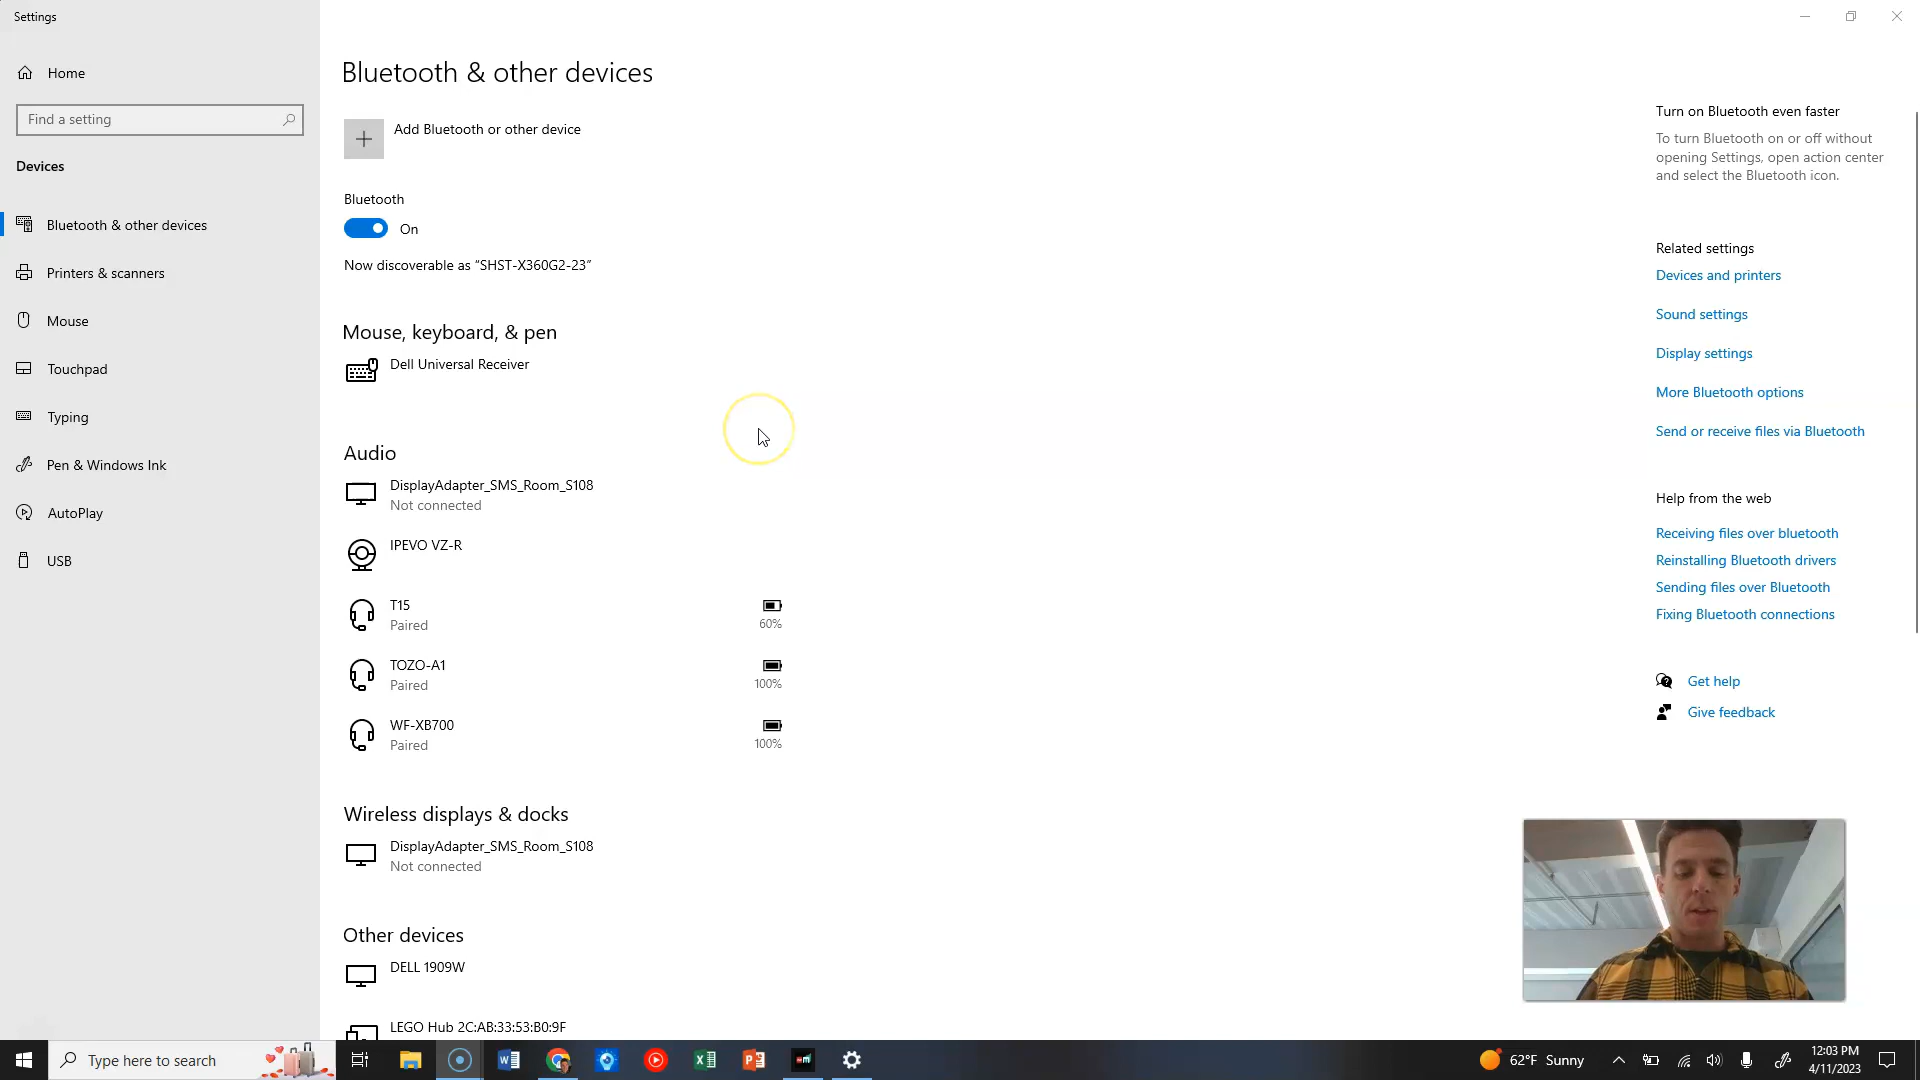 Settings
Home
Find a setting
Devices
Bluetooth & other devices
Printers & scanners
Mouse
Touchpad
Typing
Pen & Windows Ink
AutoPlay
USB
Bluetooth & other devices
Add Bluetooth or other device
Bluetooth
On
Now discoverable as “SHST-X360G2-23”
Mouse, keyboard, & pen
Dell Universal Receiver
Audio
DisplayAdapter_SMS_Room_S108
Not connected
IPEVO VZ-R
T15
Paired
60%
TOZO-A1
Paired
100%
WF-XB700
Paired
100%
Wireless displays & docks
DisplayAdapter_SMS_Room_S108
Not connected
Other devices
DELL 1909W
LEGO Hub 2C:AB:33:53:B0:9F
Turn on Bluetooth even faster
To turn Bluetooth on or off without
opening Settings, open action center
and select the Bluetooth icon.
Related settings
Devices and printers
Sound settings
Display settings
More Bluetooth options
Send or receive files via Bluetooth
Help from the web
Receiving files over bluetooth
Reinstalling Bluetooth drivers
Sending files over Bluetooth
Fixing Bluetooth connections
Get help
Give feedback
Type here to search
62°F Sunny
12:03 PM
4/11/2023